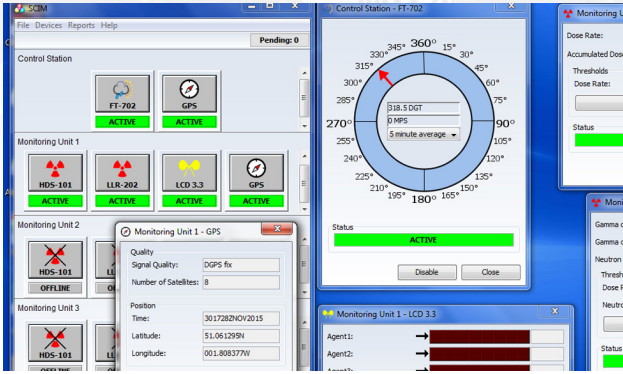 SCIM
File Devices Reports Help
Pending: 0
Control Station
FT-702
GPS
ACTIVE
ACTIVE
Monitoring Unit 1
HDS-101
LLR-202
LCD 3.3
GPS
ACTIVE
ACTIVE
ACTIVE
ACTIVE
Monitoring Unit 2
HDS-101
OFFLINE
Monitoring Unit 3
HDS-101
OFFLINE
Monitoring Unit 1 - GPS
Quality
Signal Quality: DGPS fix
Number of Satellites: 8
Position
Time: 301728ZNOV2015
Latitude: 51.061295N
Longitude: 001.808377W
Control Station - FT-702
360°
15°
30°
45°
60°
75°
90°
105°
120°
135°
150°
165°
180°
195°
210°
225°
240°
255°
270°
285°
300°
315°
330°
345°
318.5 DGT
0 MPS
5 minute average
Status
ACTIVE
Disable
Close
Monitoring Unit 1 - LCD 3.3
Agent1:
Agent2:
Monitoring
Dose Rate:
Accumulated
Thresholds
Dose Rate:
Status
Gamma
Gamma
Neutron
Dose
Status